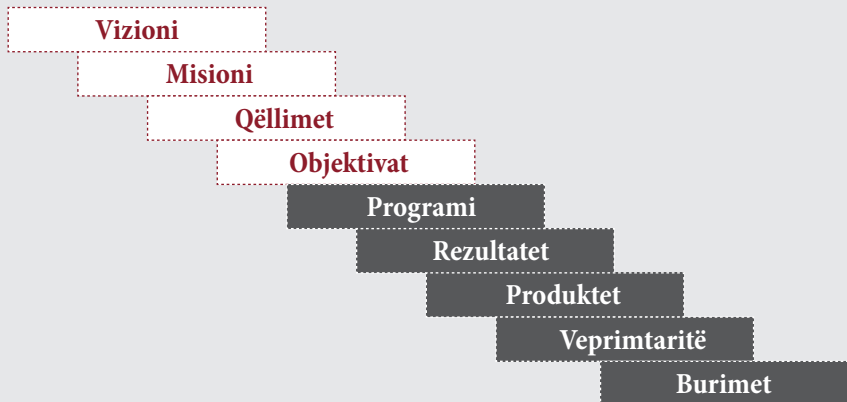 Vizioni
Misioni
Qëllimet
Objektivat
Programi
Rezultatet
Produktet
Veprimtaritë
Burimet